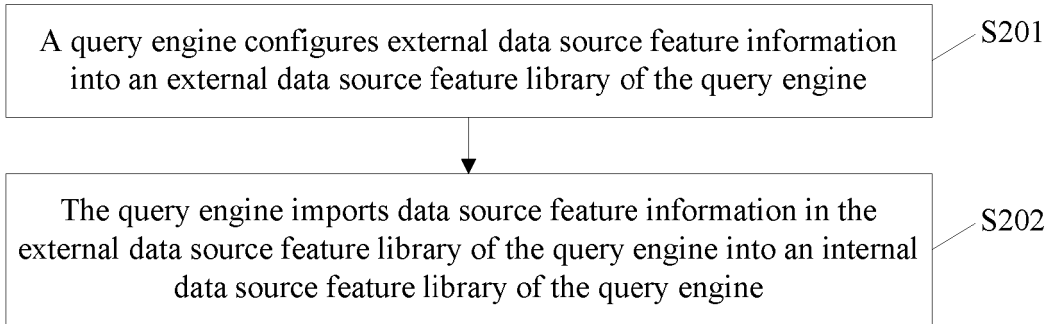 A query engine configures external data source feature information
into an external data source feature library of the query engine
S201
The query engine imports data source feature information in the
external data source feature library of the query engine into an internal
data source feature library of the query engine
S202